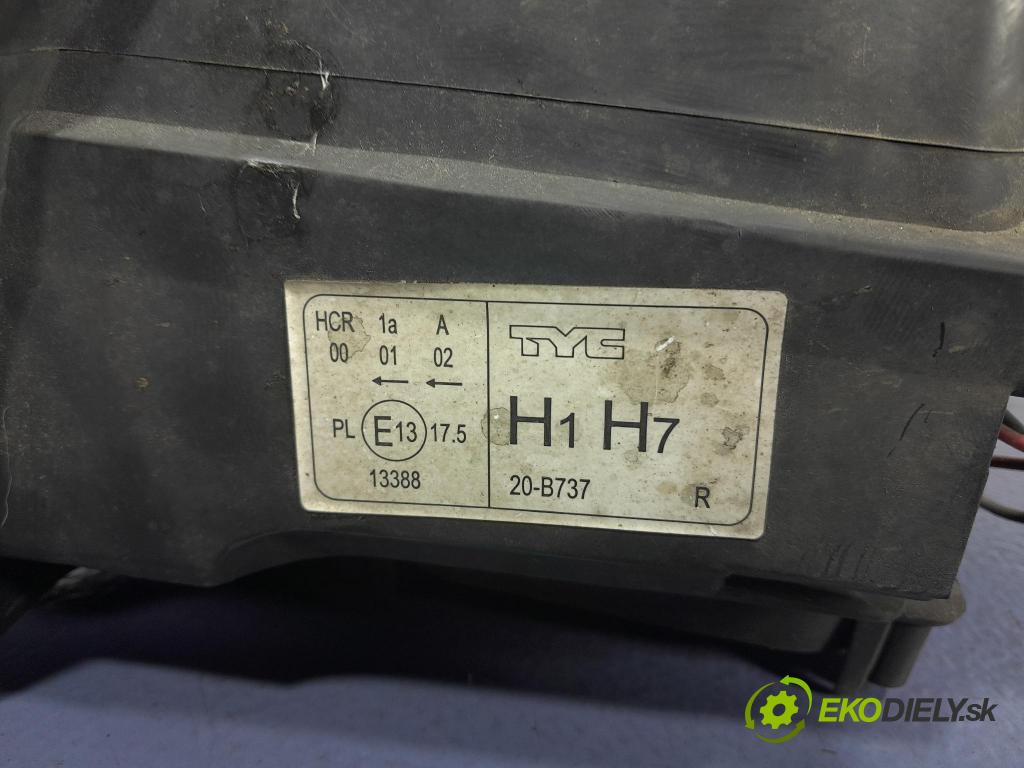 HCR 1a A
00 01 02
← ←
PL E13 17.5
13388
TYC
H1 H7
20-B737 R
EKODIELY.sk